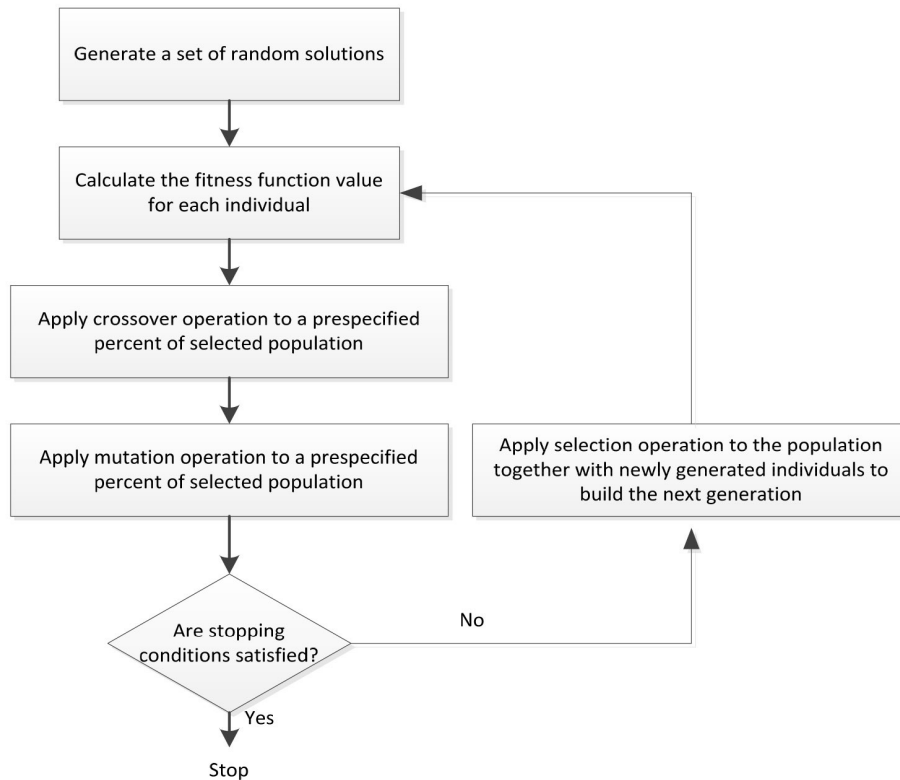 Generate a set of random solutions
Calculate the fitness function value
for each individual
Apply crossover operation to a prespecified
percent of selected population
Apply mutation operation to a prespecified
percent of selected population
Apply selection operation to the population
together with newly generated individuals to
build the next generation
Are stopping
conditions satisfied?
No
Yes
Stop